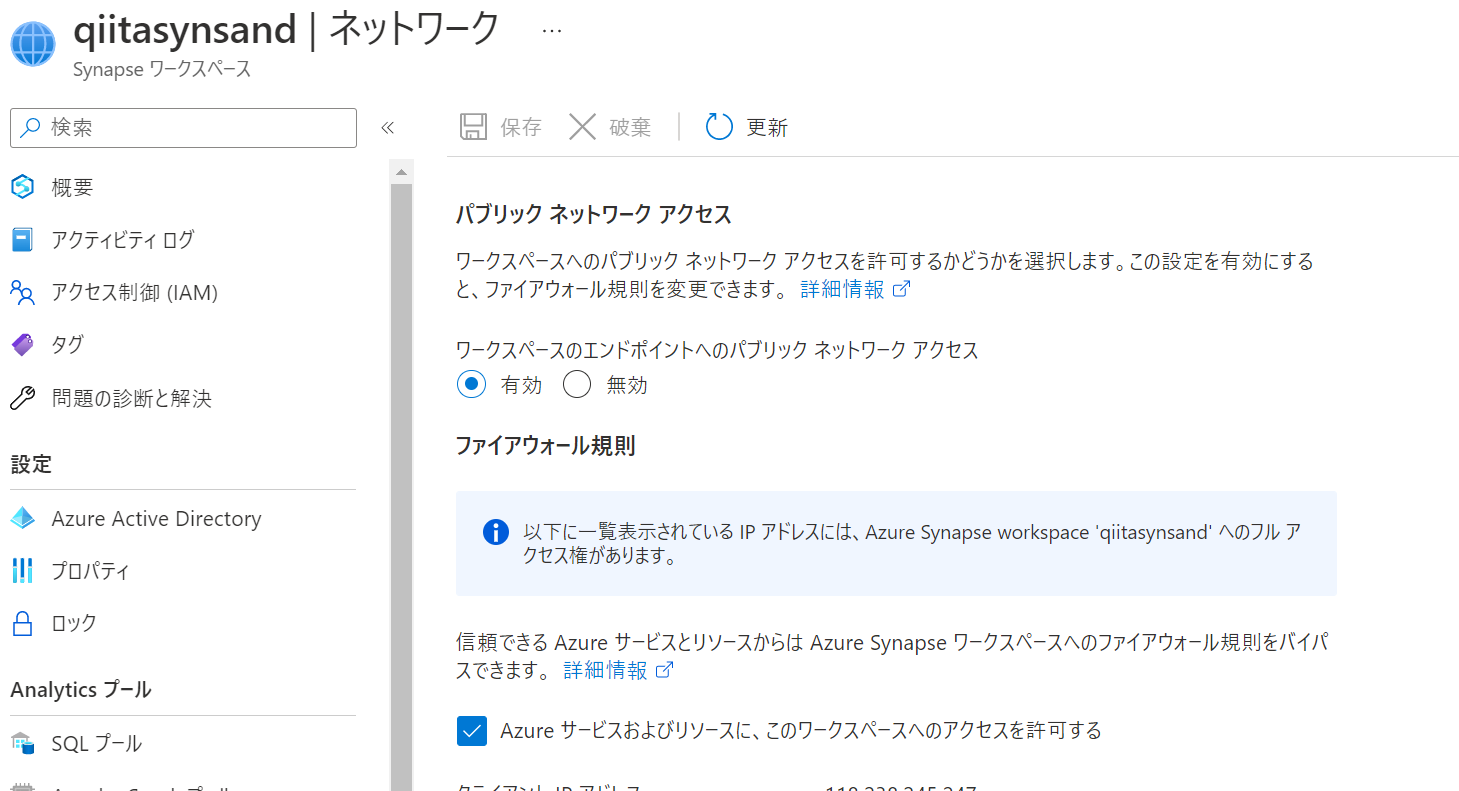 qiitasynsand | ネットワーク
…
Synapse ワークスペース
検索
«
概要
アクティビティ ログ
アクセス制御 (IAM)
タグ
問題の診断と解決
設定
Azure Active Directory
プロパティ
ロック
Analytics プール
SQL プール
保存
破棄
更新
パブリック ネットワーク アクセス
ワークスペースへのパブリック ネットワーク アクセスを許可するかどうかを選択します。この設定を有効にする
と、ファイアウォール規則を変更できます。 詳細情報
ワークスペースのエンドポイントへのパブリック ネットワーク アクセス
有効
無効
ファイアウォール規則
以下に一覧表示されている IP アドレスには、Azure Synapse workspace 'qiitasynsand' へのフル ア
クセス権があります。
信頼できる Azure サービスとリソースからは Azure Synapse ワークスペースへのファイアウォール規則をバイパ
スできます。 詳細情報
Azure サービスおよびリソースに、このワークスペースへのアクセスを許可する
クライアント IP アドレス